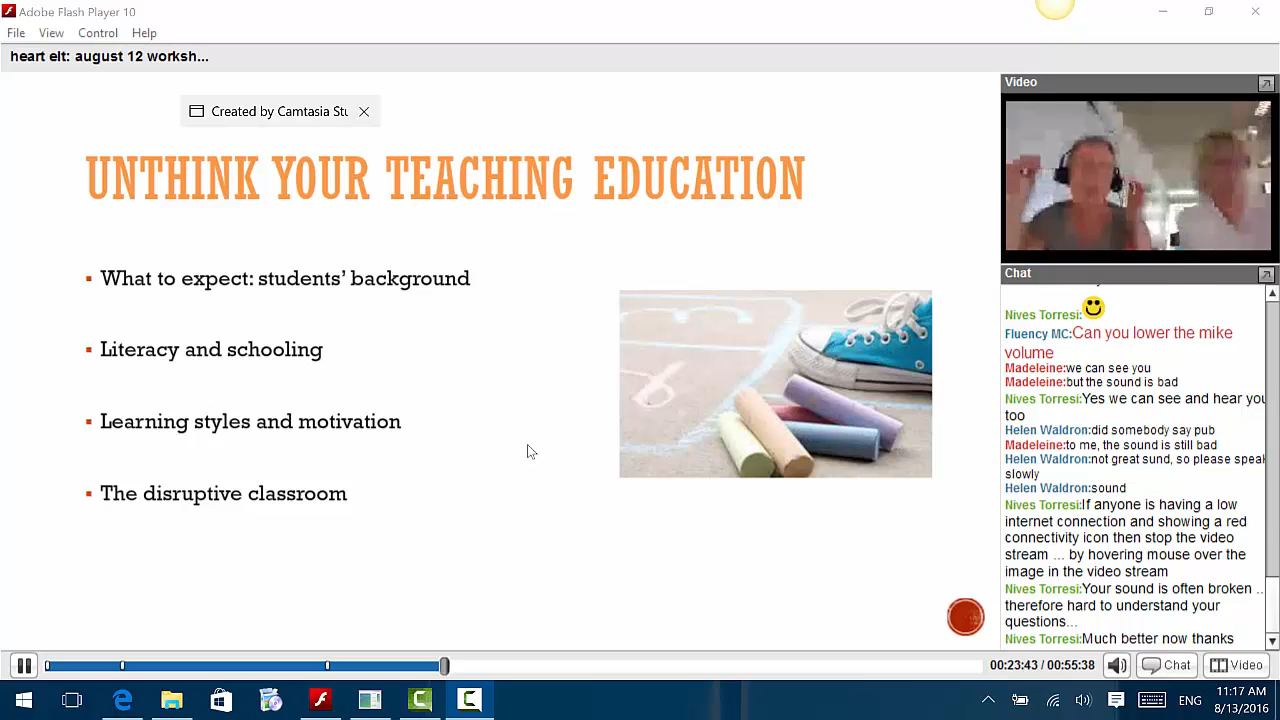 Adobe Flash Player 10
File View Control Help
heart elt: august 12 worksh...
Created by Camtasia Stu
UNTHINK YOUR TEACHING EDUCATION
What to expect: students' background
Literacy and schooling
Learning styles and motivation
The disruptive classroom
Video
Chat
Nives Torresi:
Fluency MC:Can you lower the mike
volume
Madeleine:we can see you
Madeleine:but the sound is bad
Nives Torresi:Yes we can see and hear you
too
Helen Waldron:did somebody say pub
Madeleine:to me, the sound is still bad
Helen Waldron:not great sund, so please speak
slowly
Helen Waldron:sound
Nives Torresi:If anyone is having a low
internet connection and showing a red
connectivity icon then stop the video
stream ... by hovering mouse over the
image in the video stream
Nives Torresi:Your sound is often broken ..
therefore hard to understand your
questions...
Nives Torresi:Much better now thanks
00:23:43 / 00:55:38
Chat
Video
ENG
11:17 AM
8/13/2016